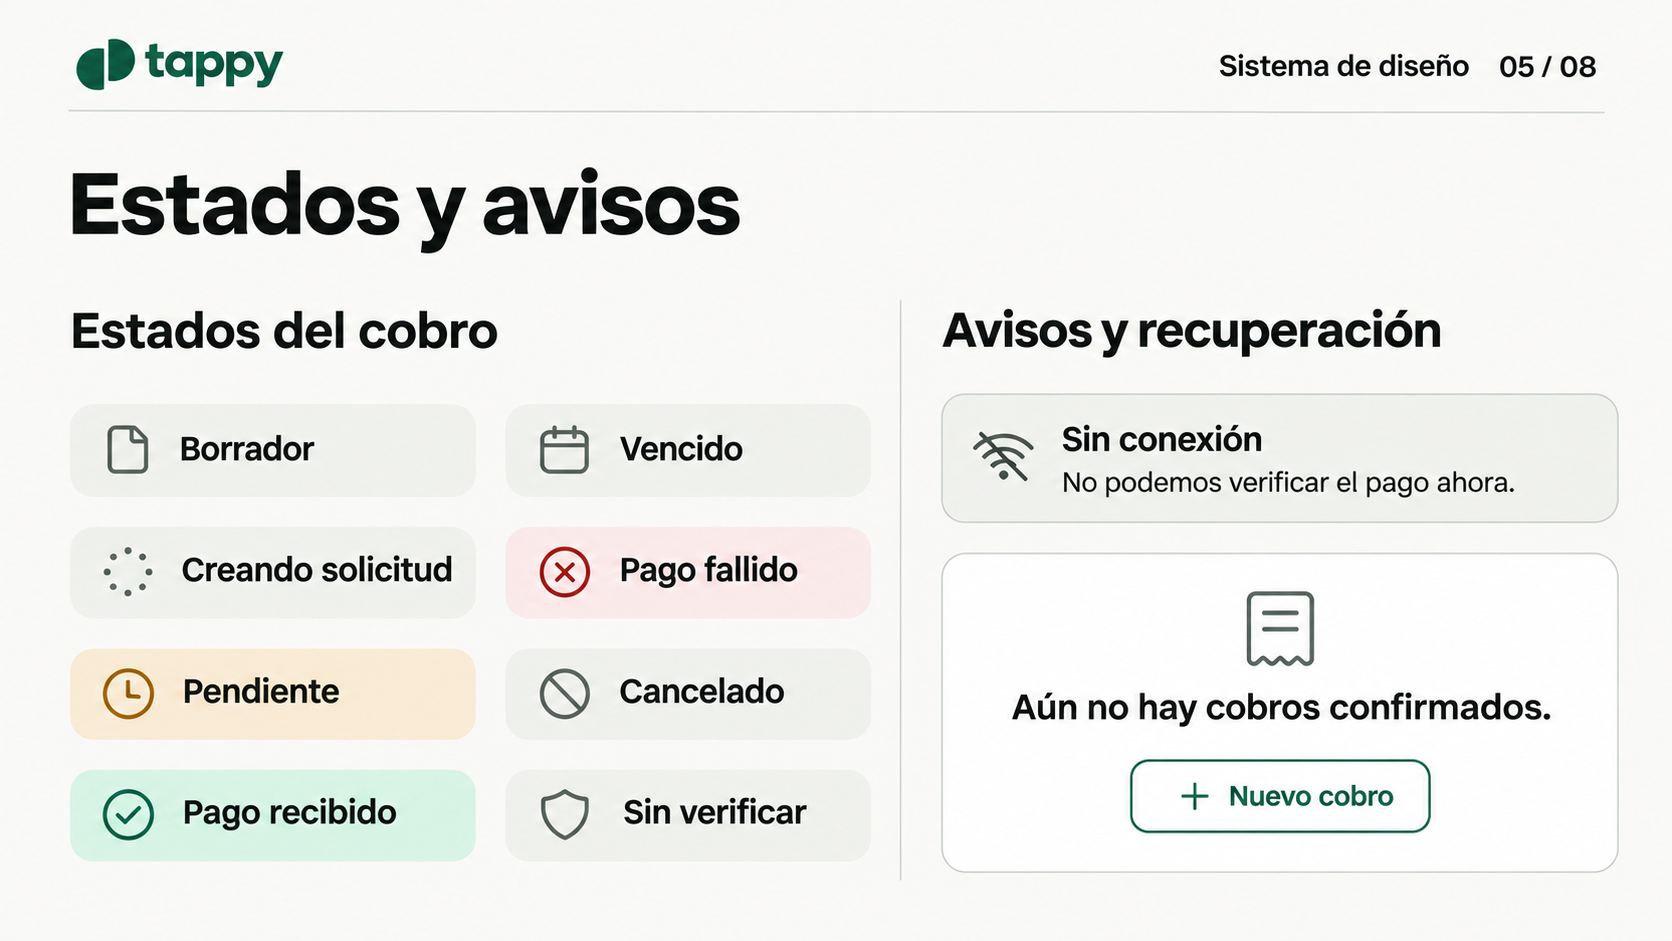 tappy
Sistema de diseño 05 / 08
Estados y avisos
Estados del cobro
Borrador
Vencido
Creando solicitud
Pago fallido
Pendiente
Cancelado
Pago recibido
Sin verificar
Avisos y recuperación
Sin conexión
No podemos verificar el pago ahora.
Aún no hay cobros confirmados.
Nuevo cobro